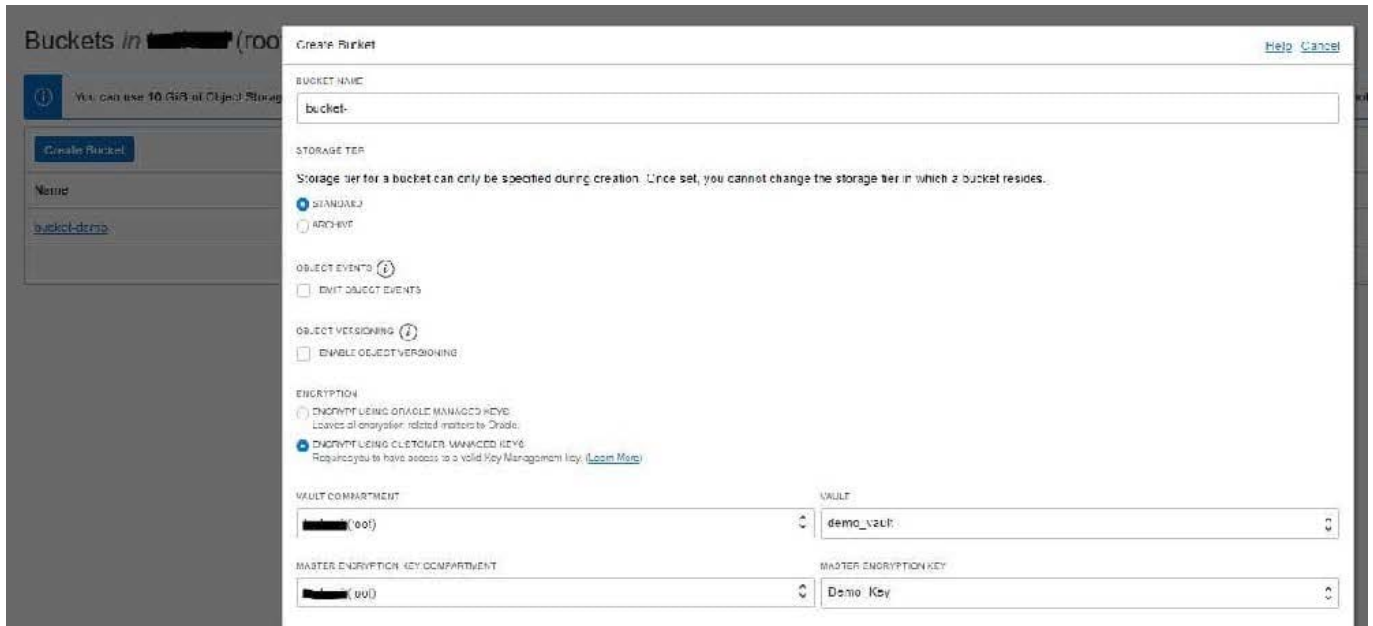 Buckets in (roo
You can use 10 GiB of Object Storag
Create Bucket
Name
bucket-demo
Create Bucket
Help Cancel
BUCKET NAME
bucket-
STORAGE TIER
Storage tier for a bucket can only be specified during creation. Once set, you cannot change the storage tier in which a bucket resides.
STANDARD
ARCHIVE
OBJECT EVENTS
EMIT OBJECT EVENTS
OBJECT VERSIONING
ENABLE OBJECT VERSIONING
ENCRYPTION
ENCRYPT USING ORACLE MANAGED KEYS
Leaves all encryption related matters to Oracle.
ENCRYPT USING CUSTOMER MANAGED KEYS
Requires you to have access to a valid Key Management key. (Learn More)
VAULT COMPARTMENT
VAULT
(root)
demo_vault
MASTER ENCRYPTION KEY COMPARTMENT
MASTER ENCRYPTION KEY
(root)
Demo_Key